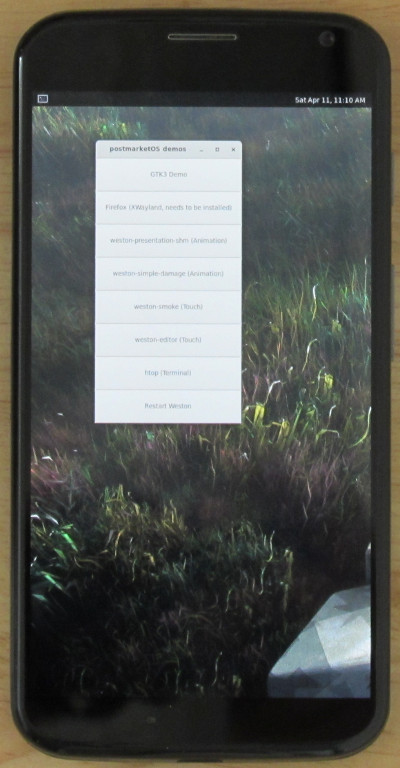 Sat Apr 11, 11:10 AM
postmarketOS demos
GTK3 Demo
Firefox (XWayland, needs to be installed)
weston-presentation-shm (Animation)
weston-simple-damage (Animation)
weston-smoke (Touch)
weston-editor (Touch)
htop (Terminal)
Restart Weston